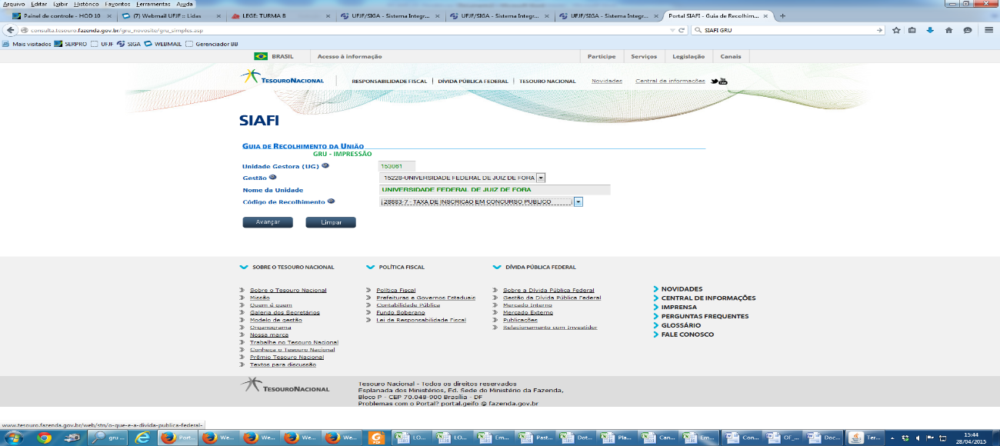 Arquivo Editar Exibir Histórico Favoritos Ferramentas Ajuda
Painel de controle - HOD 10 × (7) Webmail UFJF :: Lidas × LEGE: TURMA B × UFJF/SIGA - Sistema Integr... × UFJF/SIGA - Sistema Integr... × UFJF/SIGA - Sistema Integr... × Portal SIAFI - Guia de Recolhim... × +
consulta.tesouro.fazenda.gov.br/gru_novosite/gru_simples.asp SIAFI GRU
Mais visitados SERPRO UFJF SIGA WEBMAIL Gerenciador BB
BRASIL Acesso à informação Participe Serviços Legislação Canais
TESOURONACIONAL RESPONSABILIDADE FISCAL | DÍVIDA PÚBLICA FEDERAL | TESOURO NACIONAL Novidades Central de informações You Tube
SIAFI
GUIA DE RECOLHIMENTO DA UNIÃO
GRU - IMPRESSÃO
Unidade Gestora (UG) 153061
Gestão 15228-UNIVERSIDADE FEDERAL DE JUIZ DE FORA
Nome da Unidade UNIVERSIDADE FEDERAL DE JUIZ DE FORA
Código de Recolhimento 28883-7 - TAXA DE INSCRICAO EM CONCURSO PUBLICO
Avançar Limpar
SOBRE O TESOURO NACIONAL POLÍTICA FISCAL DÍVIDA PÚBLICA FEDERAL
Sobre o Tesouro Nacional Política Fiscal Sobre a Dívida Pública Federal NOVIDADES
Missão Prefeituras e Governos Estaduais Gestão da Dívida Pública Federal CENTRAL DE INFORMAÇÕES
Quem é quem Contabilidade Pública Mercado Interno IMPRENSA
Galeria dos Secretários Fundo Soberano Mercado Externo PERGUNTAS FREQUENTES
Modelo de gestão Lei de Responsabilidade Fiscal Publicações GLOSSÁRIO
Organograma Relacionamento com Investidor FALE CONOSCO
Nossa marca
Trabalhe no Tesouro Nacional
Conheça o Tesouro Nacional
Prêmio Tesouro Nacional
Textos para discussão
TESOURONACIONAL
Tesouro Nacional - Todos os direitos reservados
Esplanada dos Ministérios, Ed. Sede do Ministério da Fazenda,
Bloco P - CEP 70.048-900 Brasília - DF
Problemas com o Portal? portal.geifo @ fazenda.gov.br
www.tesouro.fazenda.gov.br/web/stn/o-que-e-a-divida-publica-federal-
gru ... Port... We... We... We... We... LO... LO... Em... Past... Dot... Pla... Can... Em... Con... OF_... Doc... Ter... 13:44
28/04/2015